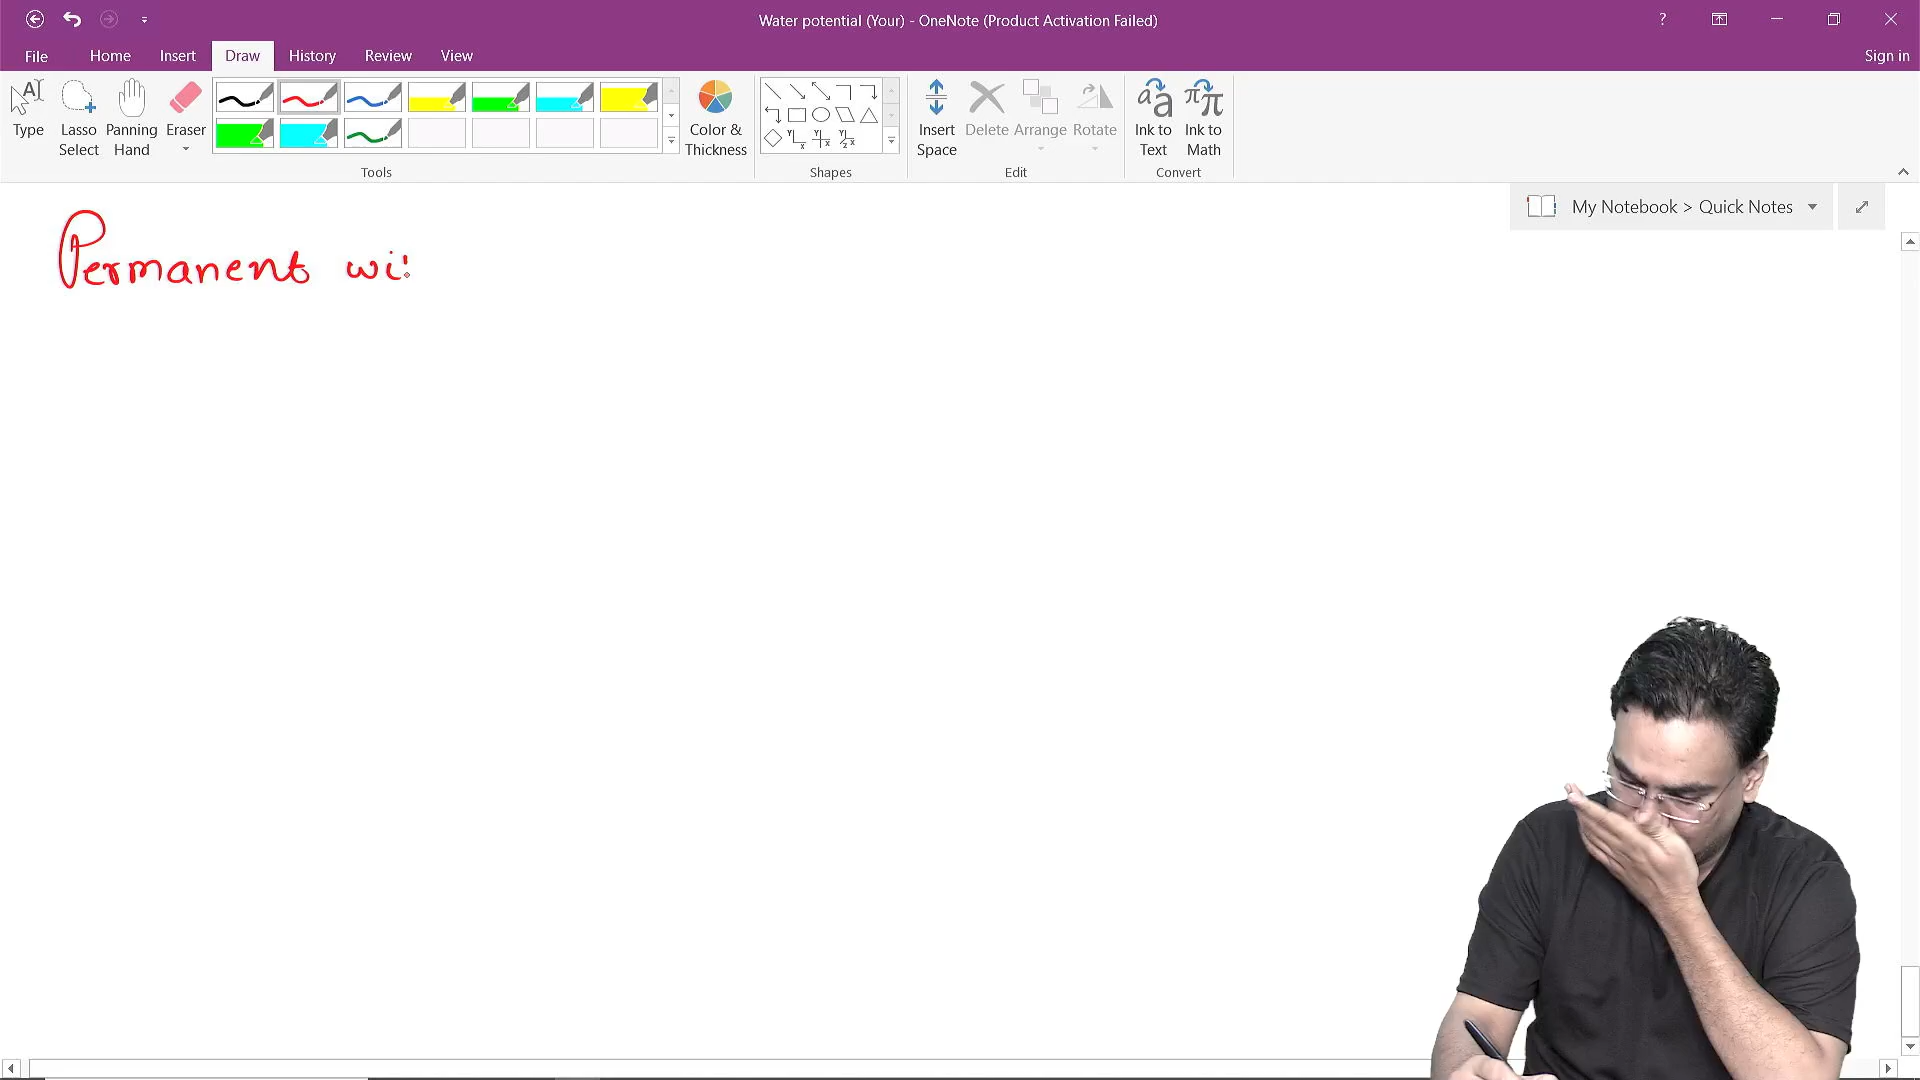 Water potential (Your) - OneNote (Product Activation Failed)
?
File Home Insert Draw History Review View
Sign in
Type
Lasso Select
Panning Hand
Eraser
Color & Thickness
Insert Space
Delete
Arrange
Rotate
Ink to Text
Ink to Math
Tools
Shapes
Edit
Convert
My Notebook > Quick Notes
Permanent wi